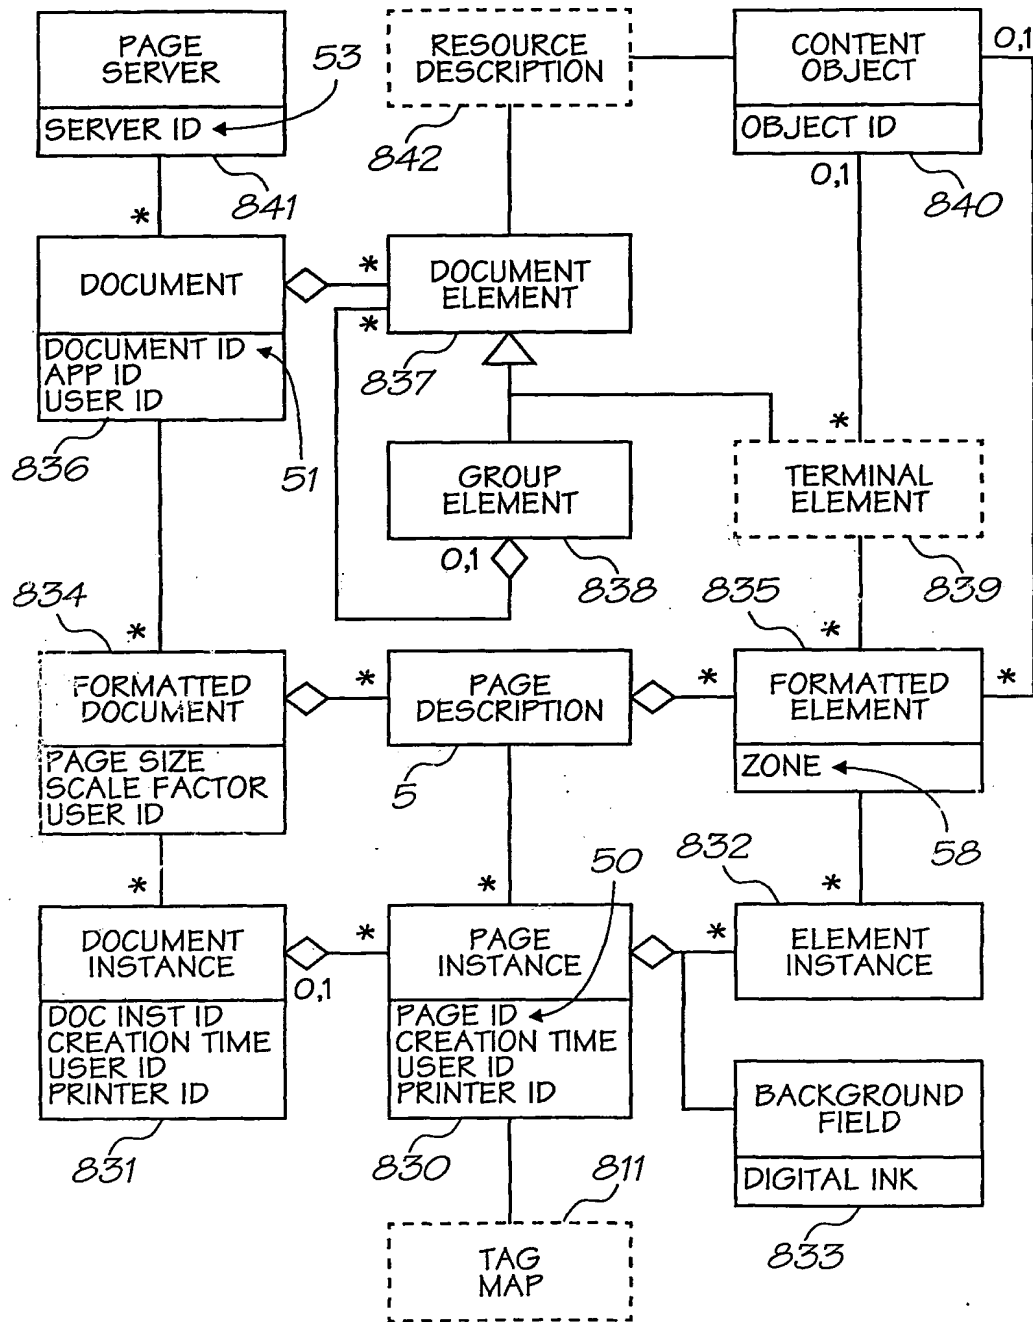 PAGE
SERVER
SERVER ID
53
841
RESOURCE
DESCRIPTION
842
CONTENT
OBJECT
OBJECT ID
0,1
0,1
840
*
DOCUMENT
DOCUMENT ID
APP ID
USER ID
836
51
*
*
DOCUMENT
ELEMENT
837
GROUP
ELEMENT
0,1
838
*
TERMINAL
ELEMENT
839
834
*
FORMATTED
DOCUMENT
PAGE SIZE
SCALE FACTOR
USER ID
*
PAGE
DESCRIPTION
5
835
*
*
*
FORMATTED
ELEMENT
ZONE
58
*
DOCUMENT
INSTANCE
DOC INST ID
CREATION TIME
USER ID
PRINTER ID
831
0,1
*
*
50
PAGE
INSTANCE
PAGE ID
CREATION TIME
USER ID
PRINTER ID
830
832
*
*
ELEMENT
INSTANCE
BACKGROUND
FIELD
DIGITAL INK
833
811
TAG
MAP